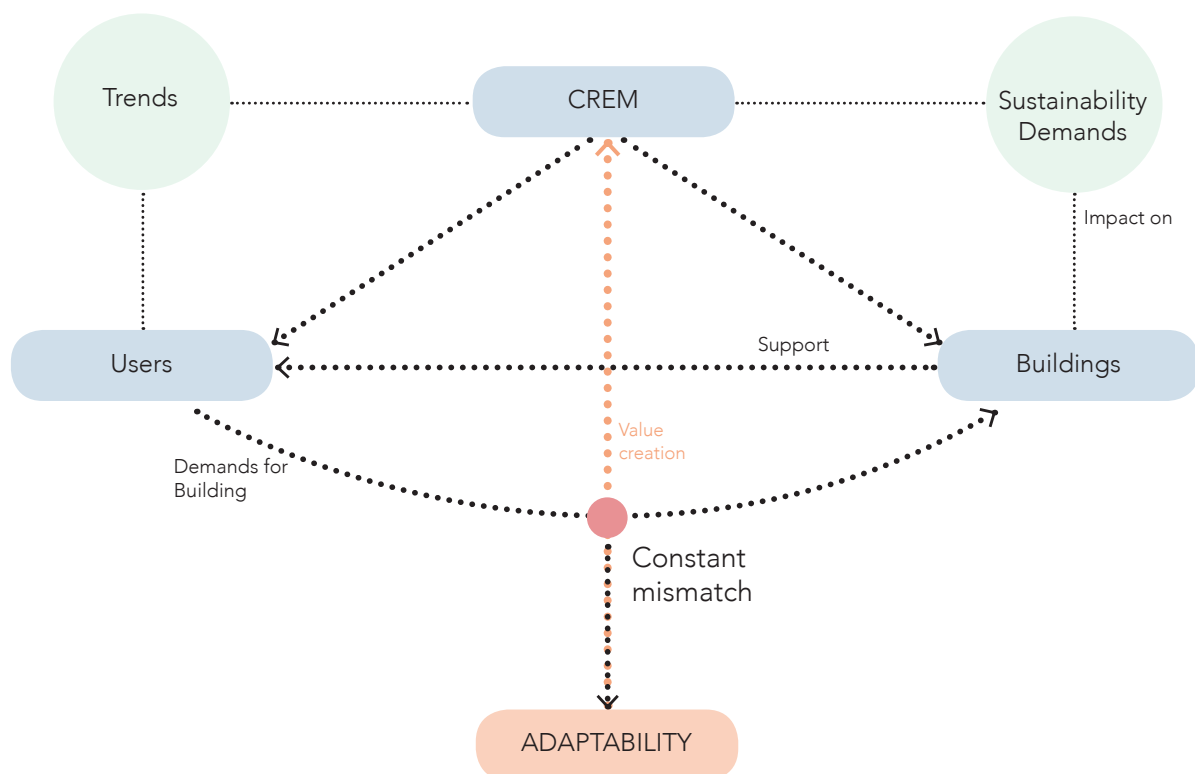 Trends
CREM
Sustainability
Demands
Impact on
Users
Support
Buildings
Value
creation
Demands for
Building
Constant
mismatch
ADAPTABILITY